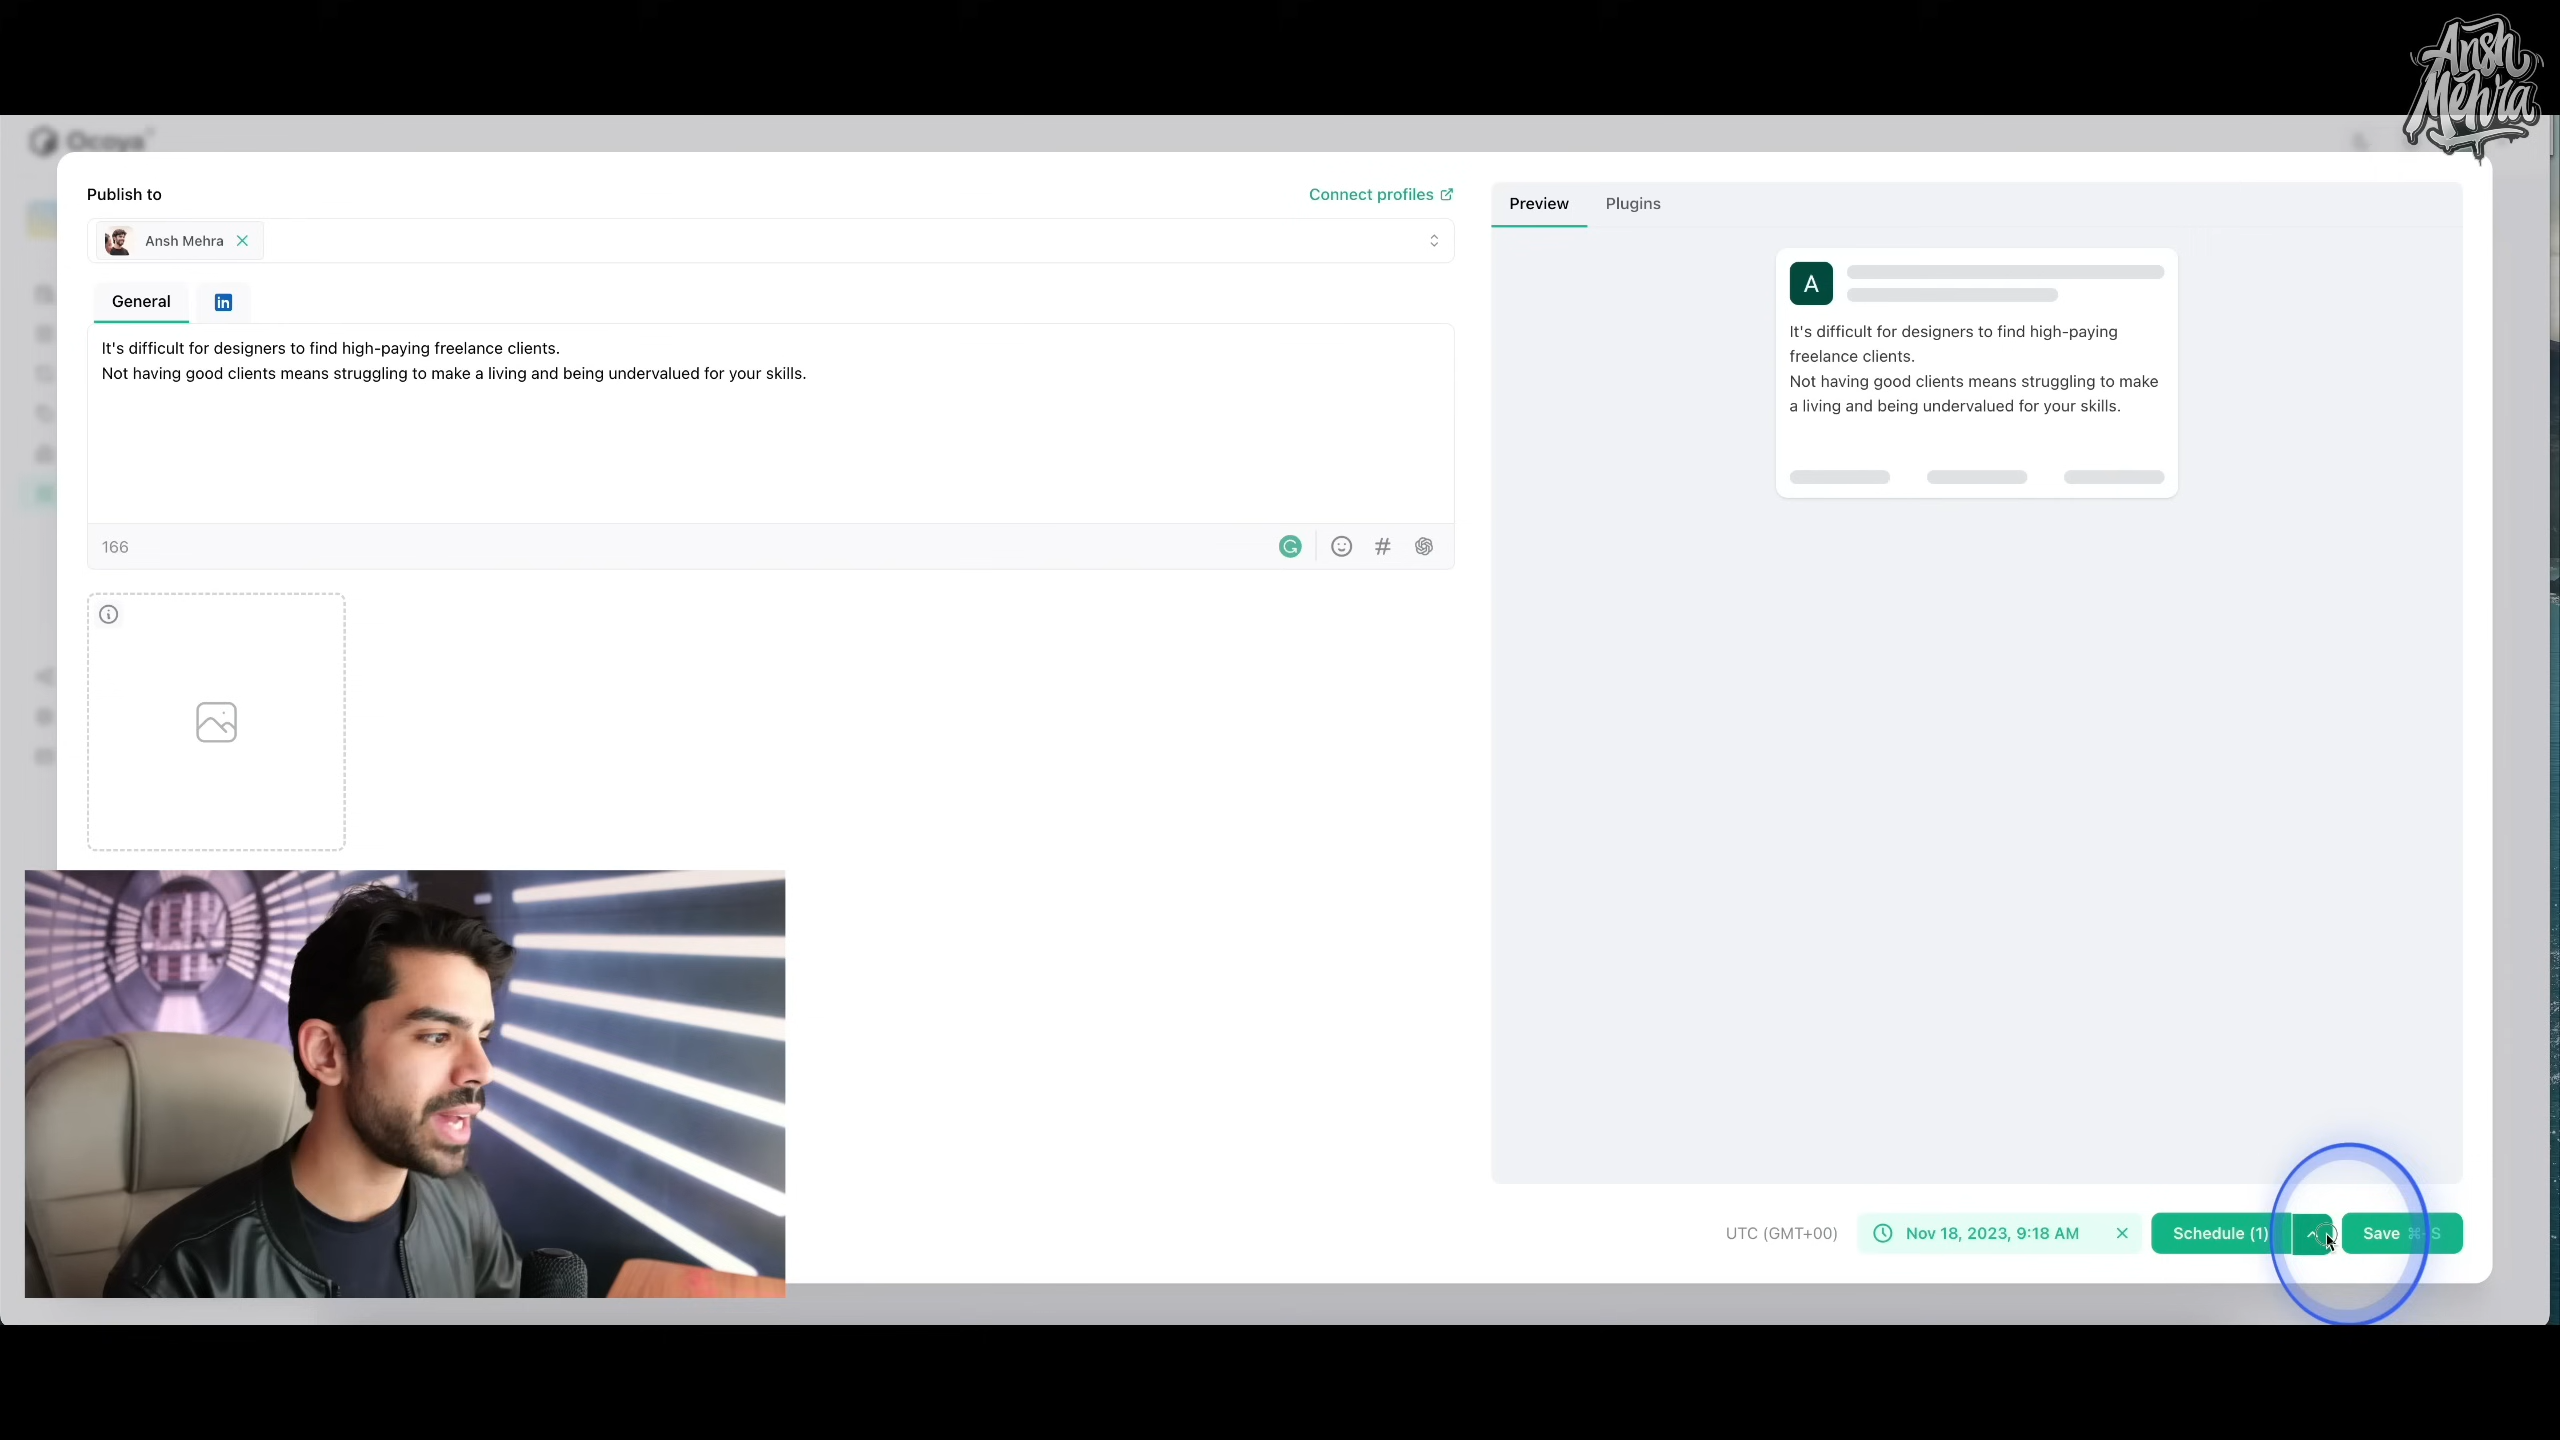 Ansh
Mehra
Ocoya
Publish to
Connect profiles
Ansh Mehra
General
in
It's difficult for designers to find high-paying freelance clients.
Not having good clients means struggling to make a living and being undervalued for your skills.
166
Preview
Plugins
A
It's difficult for designers to find high-paying
freelance clients.
Not having good clients means struggling to make
a living and being undervalued for your skills.
UTC (GMT+00)
Nov 18, 2023, 9:18 AM
Schedule (1)
Save ⌘ S